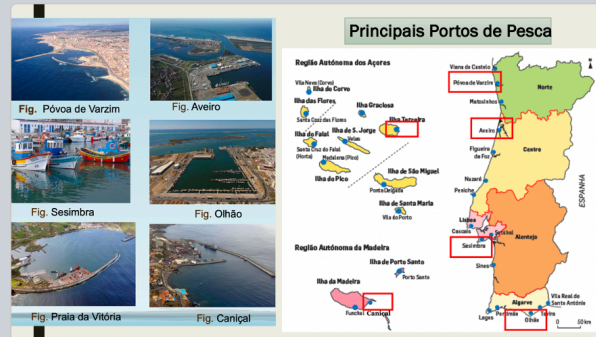 Principais Portos de Pesca
Fig. Póvoa de Varzim
Fig. Aveiro
Fig. Sesimbra
Fig. Olhão
Fig. Praia da Vitória
Fig. Caniçal
Região Autónoma dos Açores
Vila Nova (Corvo)
Ilha do Corvo
Ilha das Flores
Santa Cruz das Flores
Ilha Graciosa
Ilha Terceira
Ilha do Faial
Ilha de S. Jorge
Velas
Santa Cruz do Faial
(Horta)
Madalena (Pico)
Ilha do Pico
Ilha de São Miguel
Ponta Delgada
Ilha de Santa Maria
Vila do Porto
Região Autónoma da Madeira
Ilha de Porto Santo
Porto Santo
Ilha da Madeira
Funchal
Caniçal
N
Viana do Castelo
Póvoa de Varzim
Matosinhos
Norte
Aveiro
Figueira
da Foz
Centro
Nazaré
Peniche
ESPANHA
Lisboa
Cascais
Setúbal
Sesimbra
Alentejo
Sines
Algarve
Vila Real de
Santo António
Lagos
Portimão
Olhão
Tavira
0 50 km